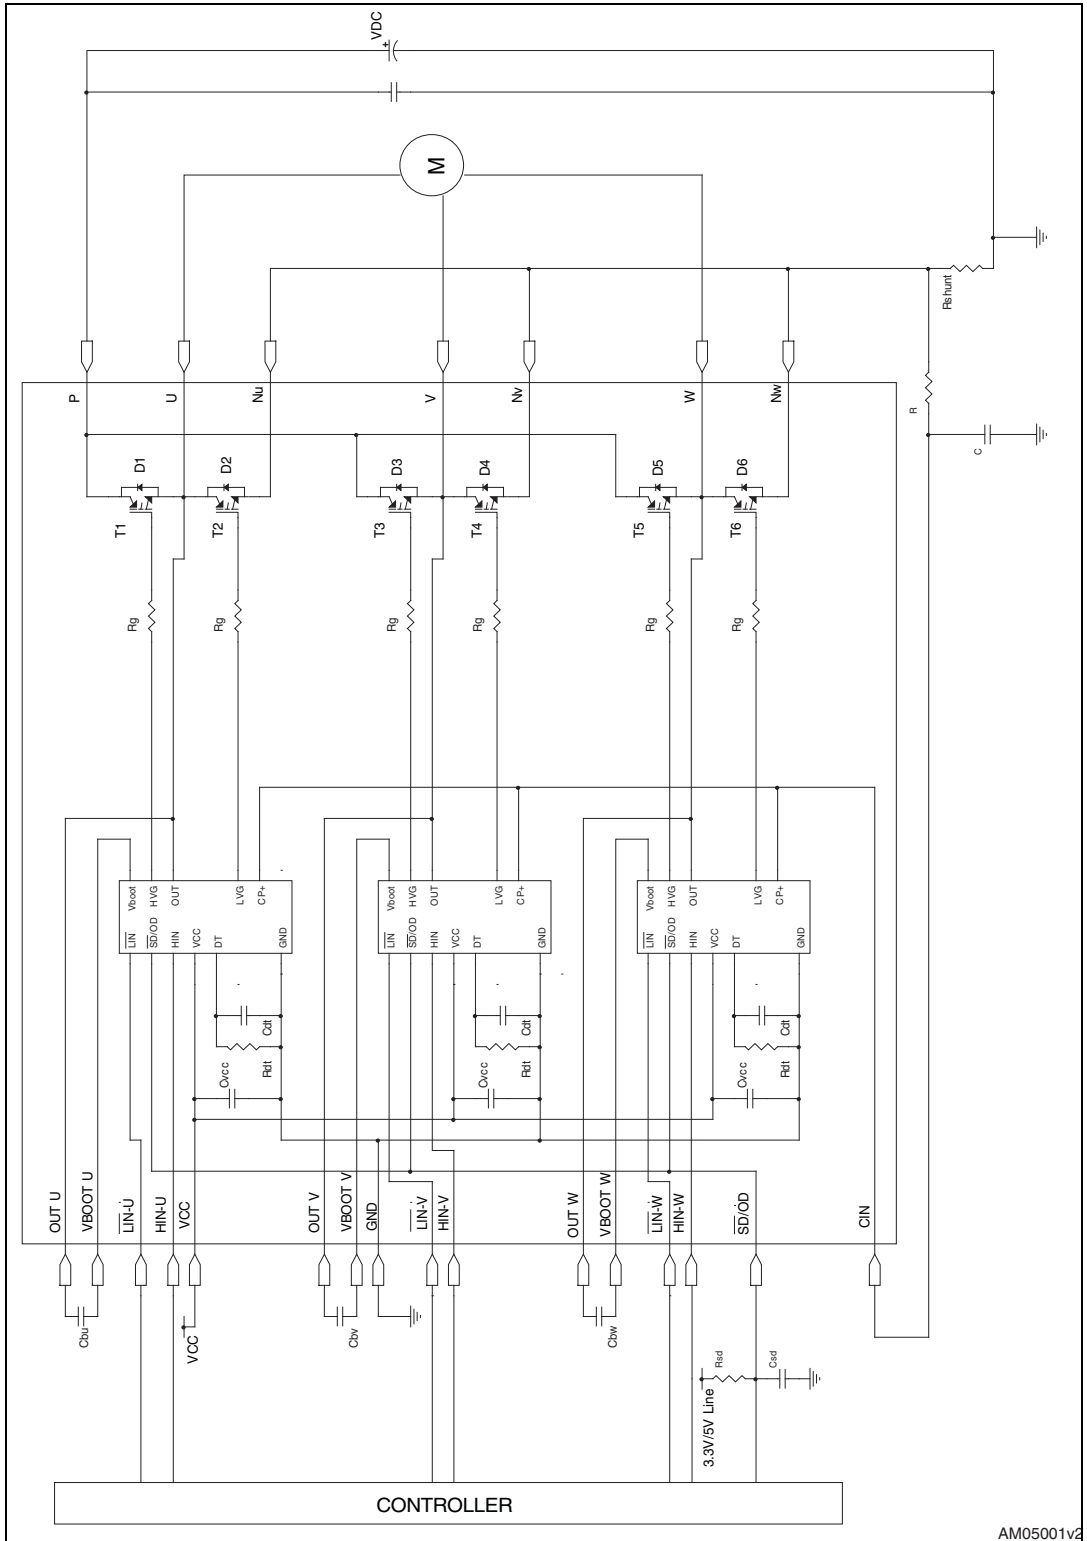 VDC
+
M
Rshunt
P
U
Nu
V
Nv
W
Nw
R
C
D1
D2
D3
D4
D5
D6
T1
T2
T3
T4
T5
T6
Rg
Rg
Rg
Rg
Rg
Rg
Vboot
HVG
OUT
LVG
CP+
LIN
SD/OD
HIN
VCC
DT
GND
Vboot
HVG
OUT
LVG
CP+
LIN
SD/OD
HIN
VCC
DT
GND
Vboot
HVG
OUT
LVG
CP+
LIN
SD/OD
HIN
VCC
DT
GND
Cdt
Rdt
Cvcc
Cdt
Rdt
Cvcc
Cdt
Rdt
Cvcc
OUT U
VBOOT U
LIN-U
HIN-U
VCC
OUT V
VBOOT V
GND
LIN-V
HIN-V
OUT W
VBOOT W
LIN-W
HIN-W
SD/OD
CIN
Cbu
VCC
Cbv
Cbw
3.3V/5V Line
Rsd
Csd
CONTROLLER
AM05001v2